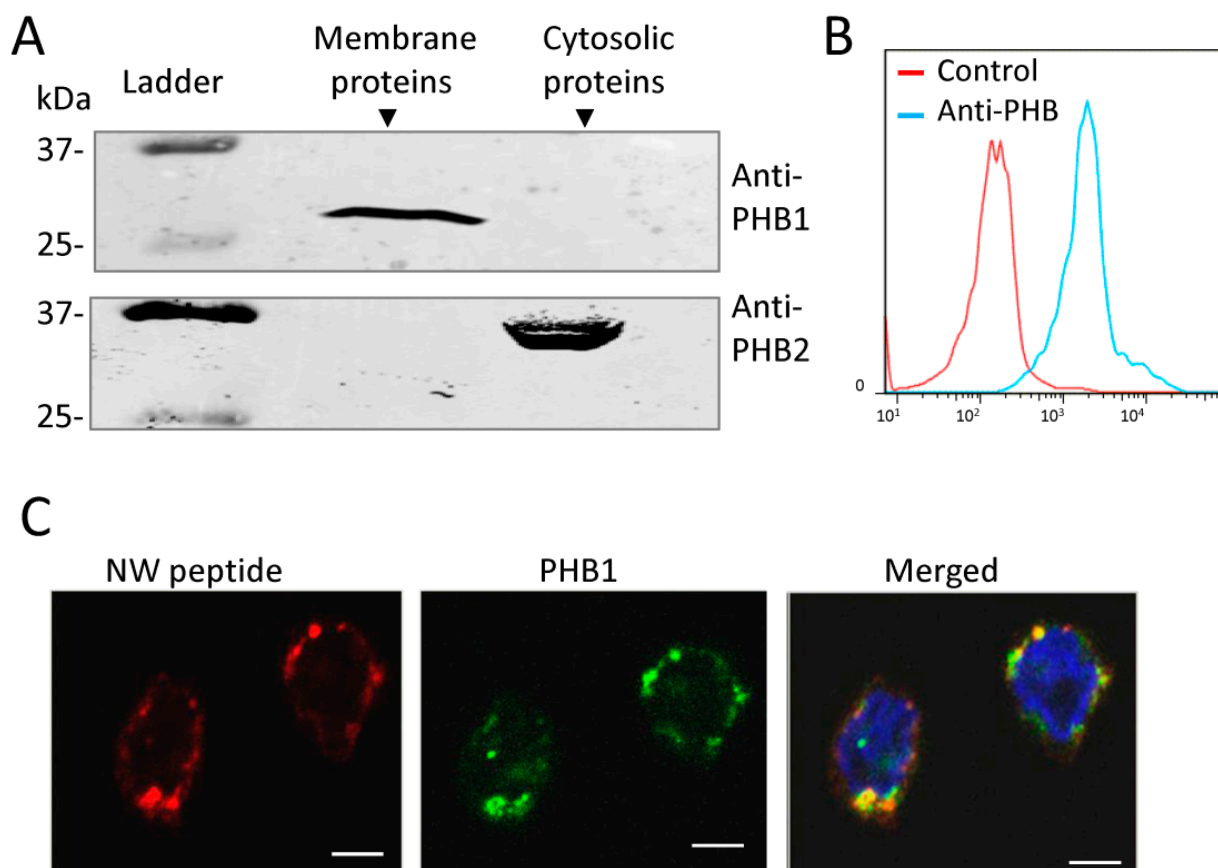 A
B
Membrane
proteins
Cytosolic
proteins
Ladder
kDa
37-
25-
Anti-
PHB1
37-
25-
Anti-
PHB2
Control
Anti-PHB
0
10¹ 10² 10³ 10⁴
C
NW peptide
PHB1
Merged